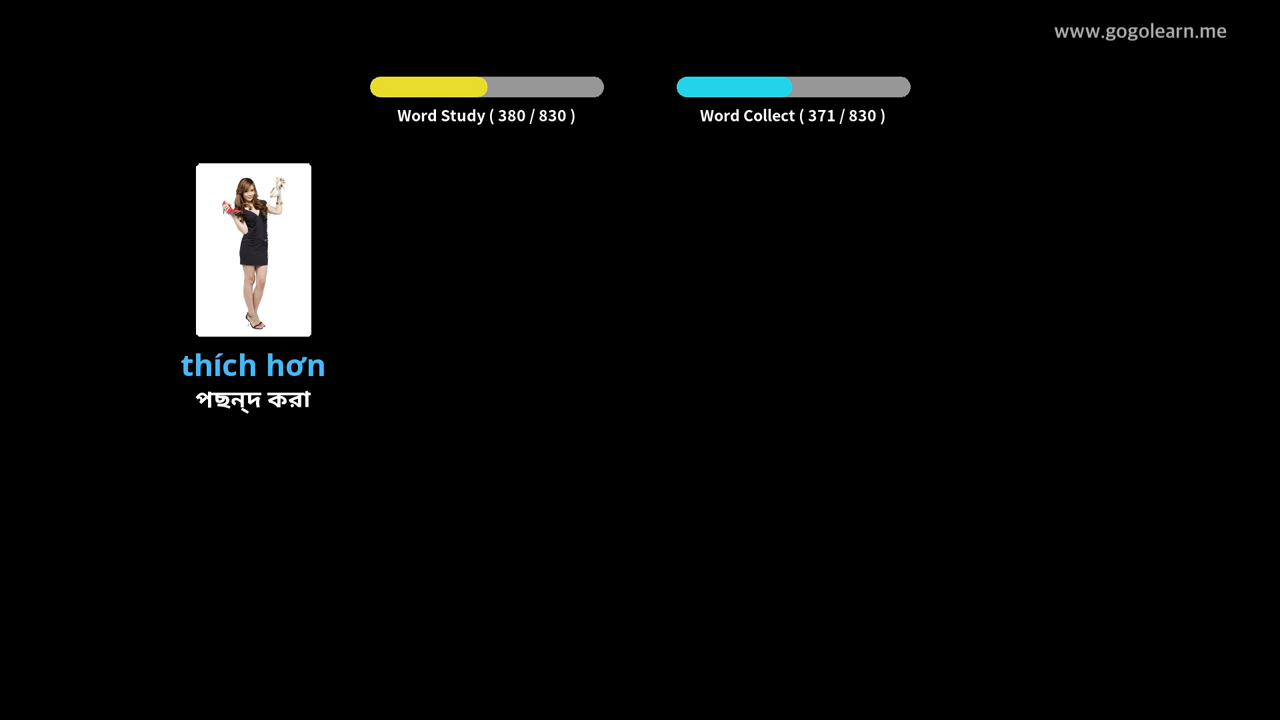 www.gogolearn.me
Word Study ( 380 / 830 )
Word Collect ( 371 / 830 )
thích hơn
পছন্দ করা